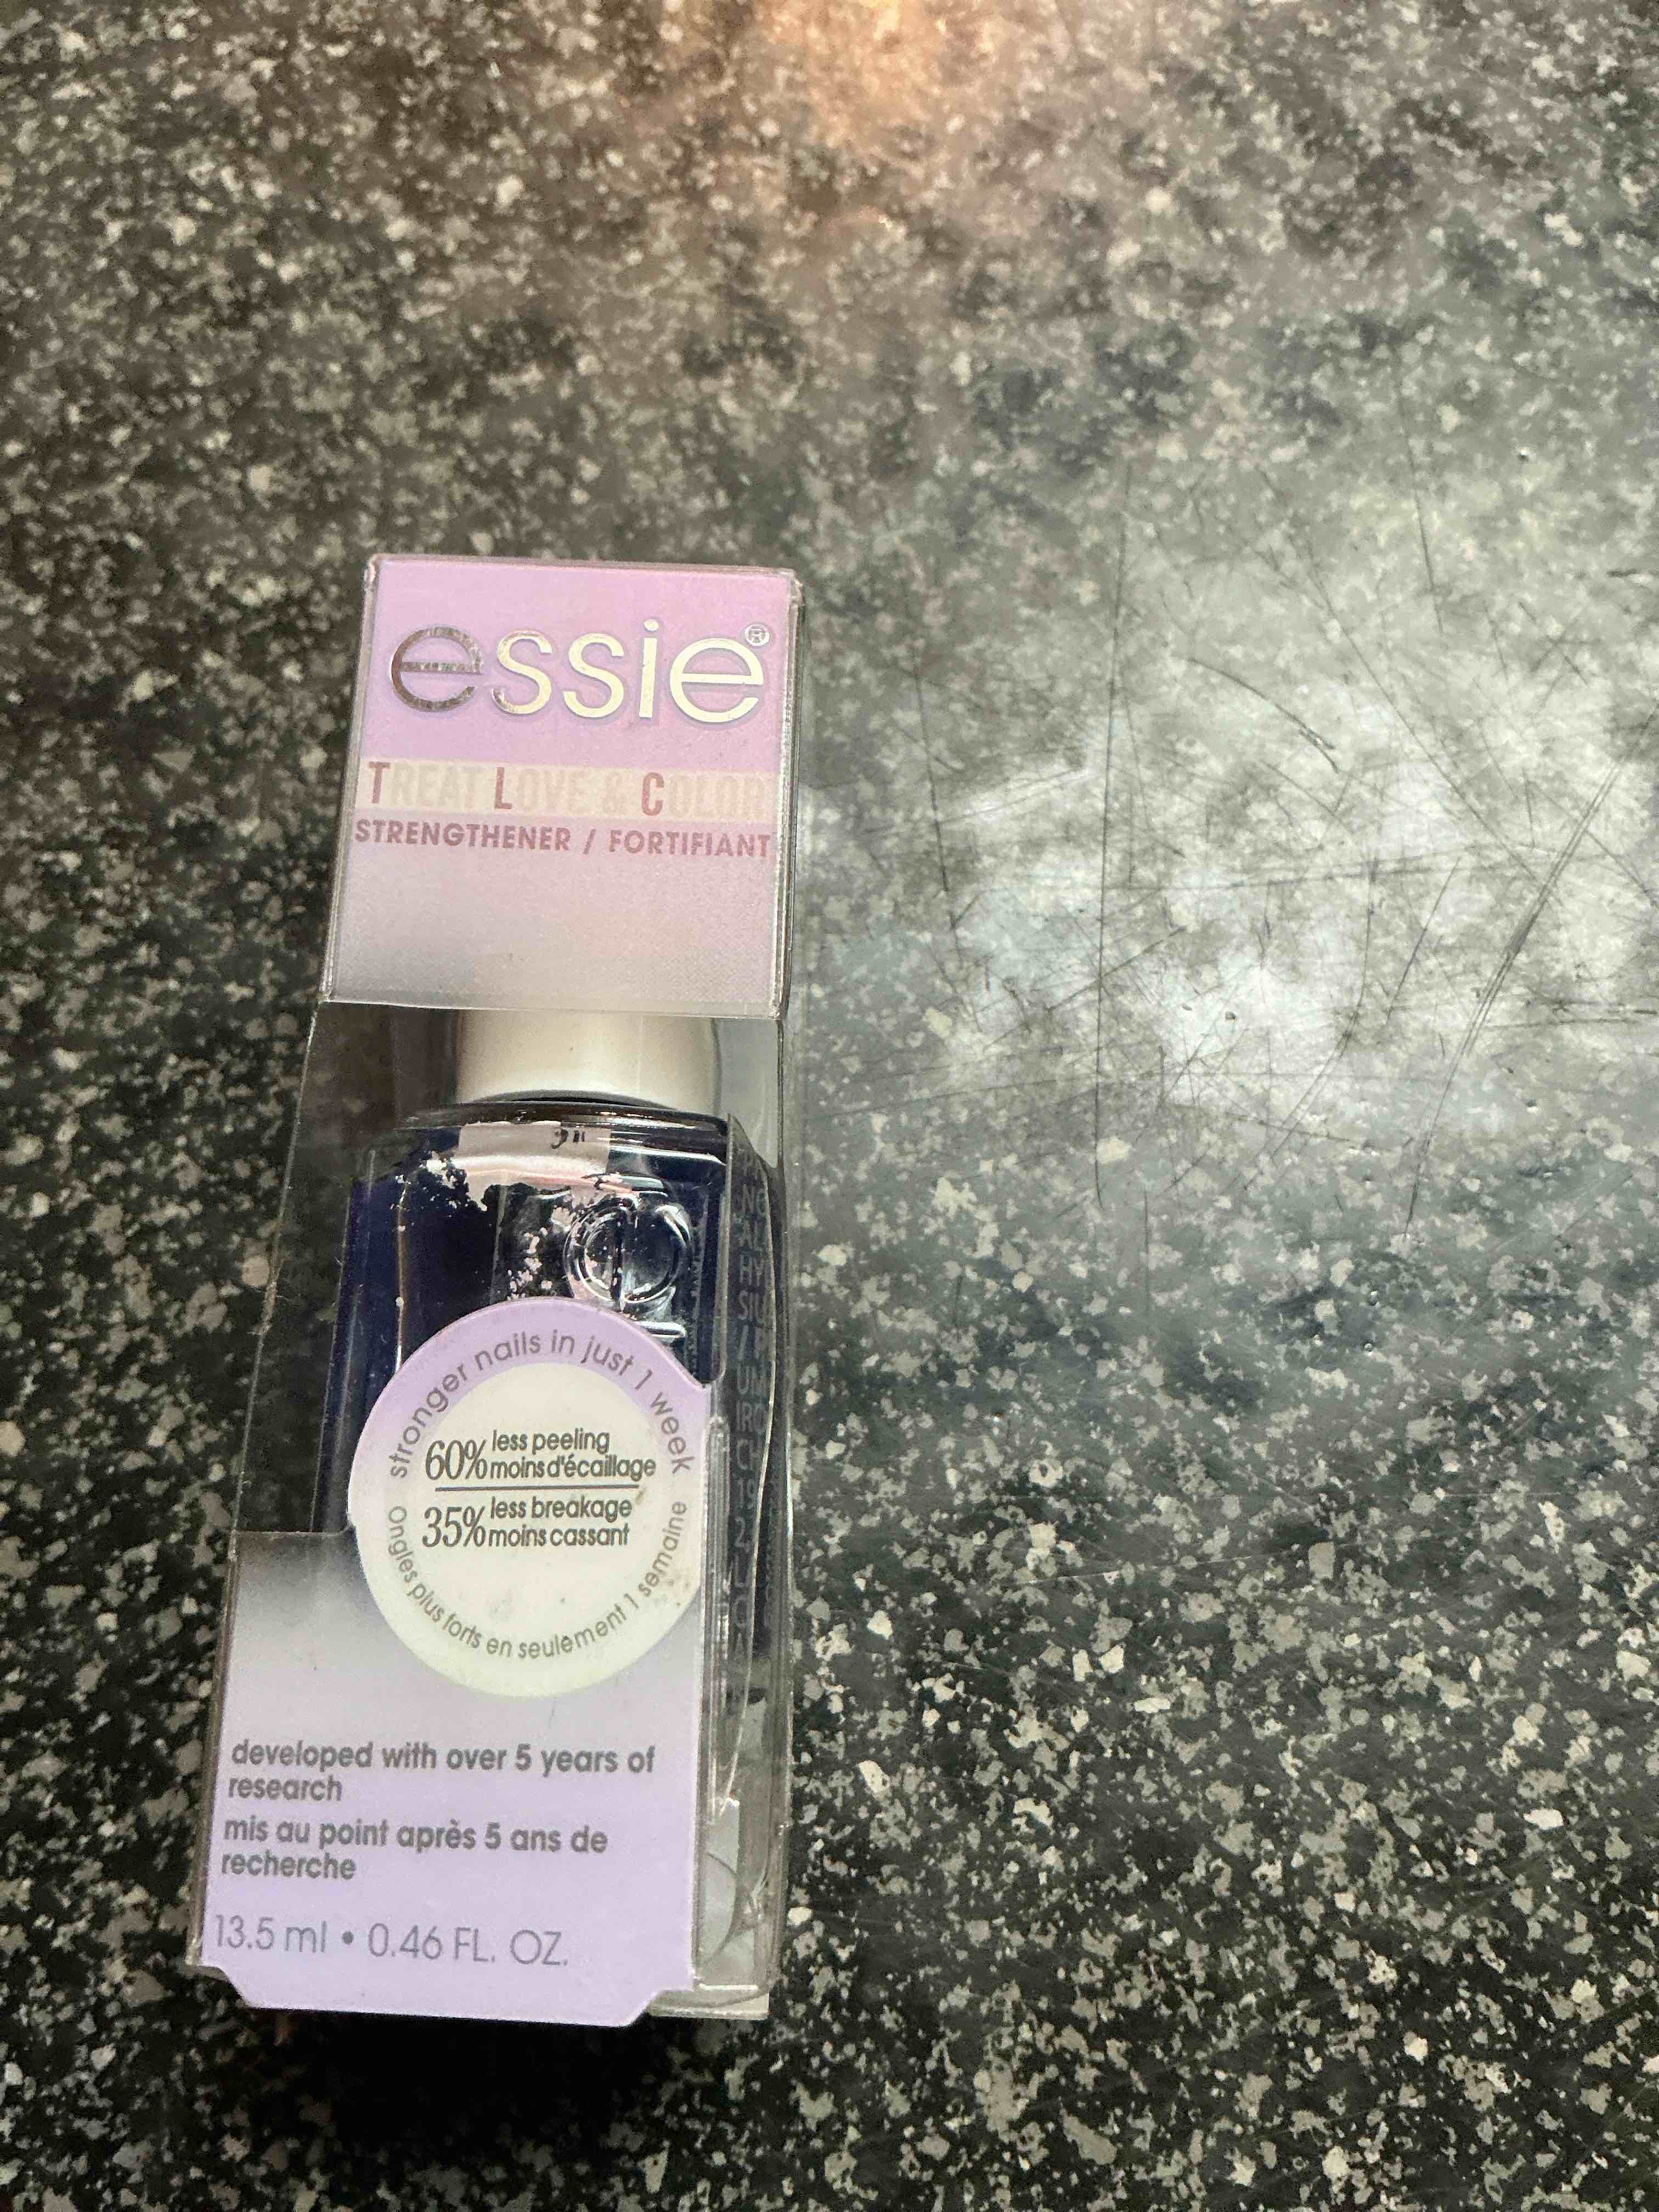 essie®
TREAT LOVE & COLOR
STRENGTHENER / FORTIFIANT
stronger nails in just 1 week
60% less peeling
moins d'écaillage
35% less breakage
moins cassant
ongles plus forts en seulement 1 semaine
developed with over 5 years of
research
mis au point après 5 ans de
recherche
13.5 ml • 0.46 FL. OZ.